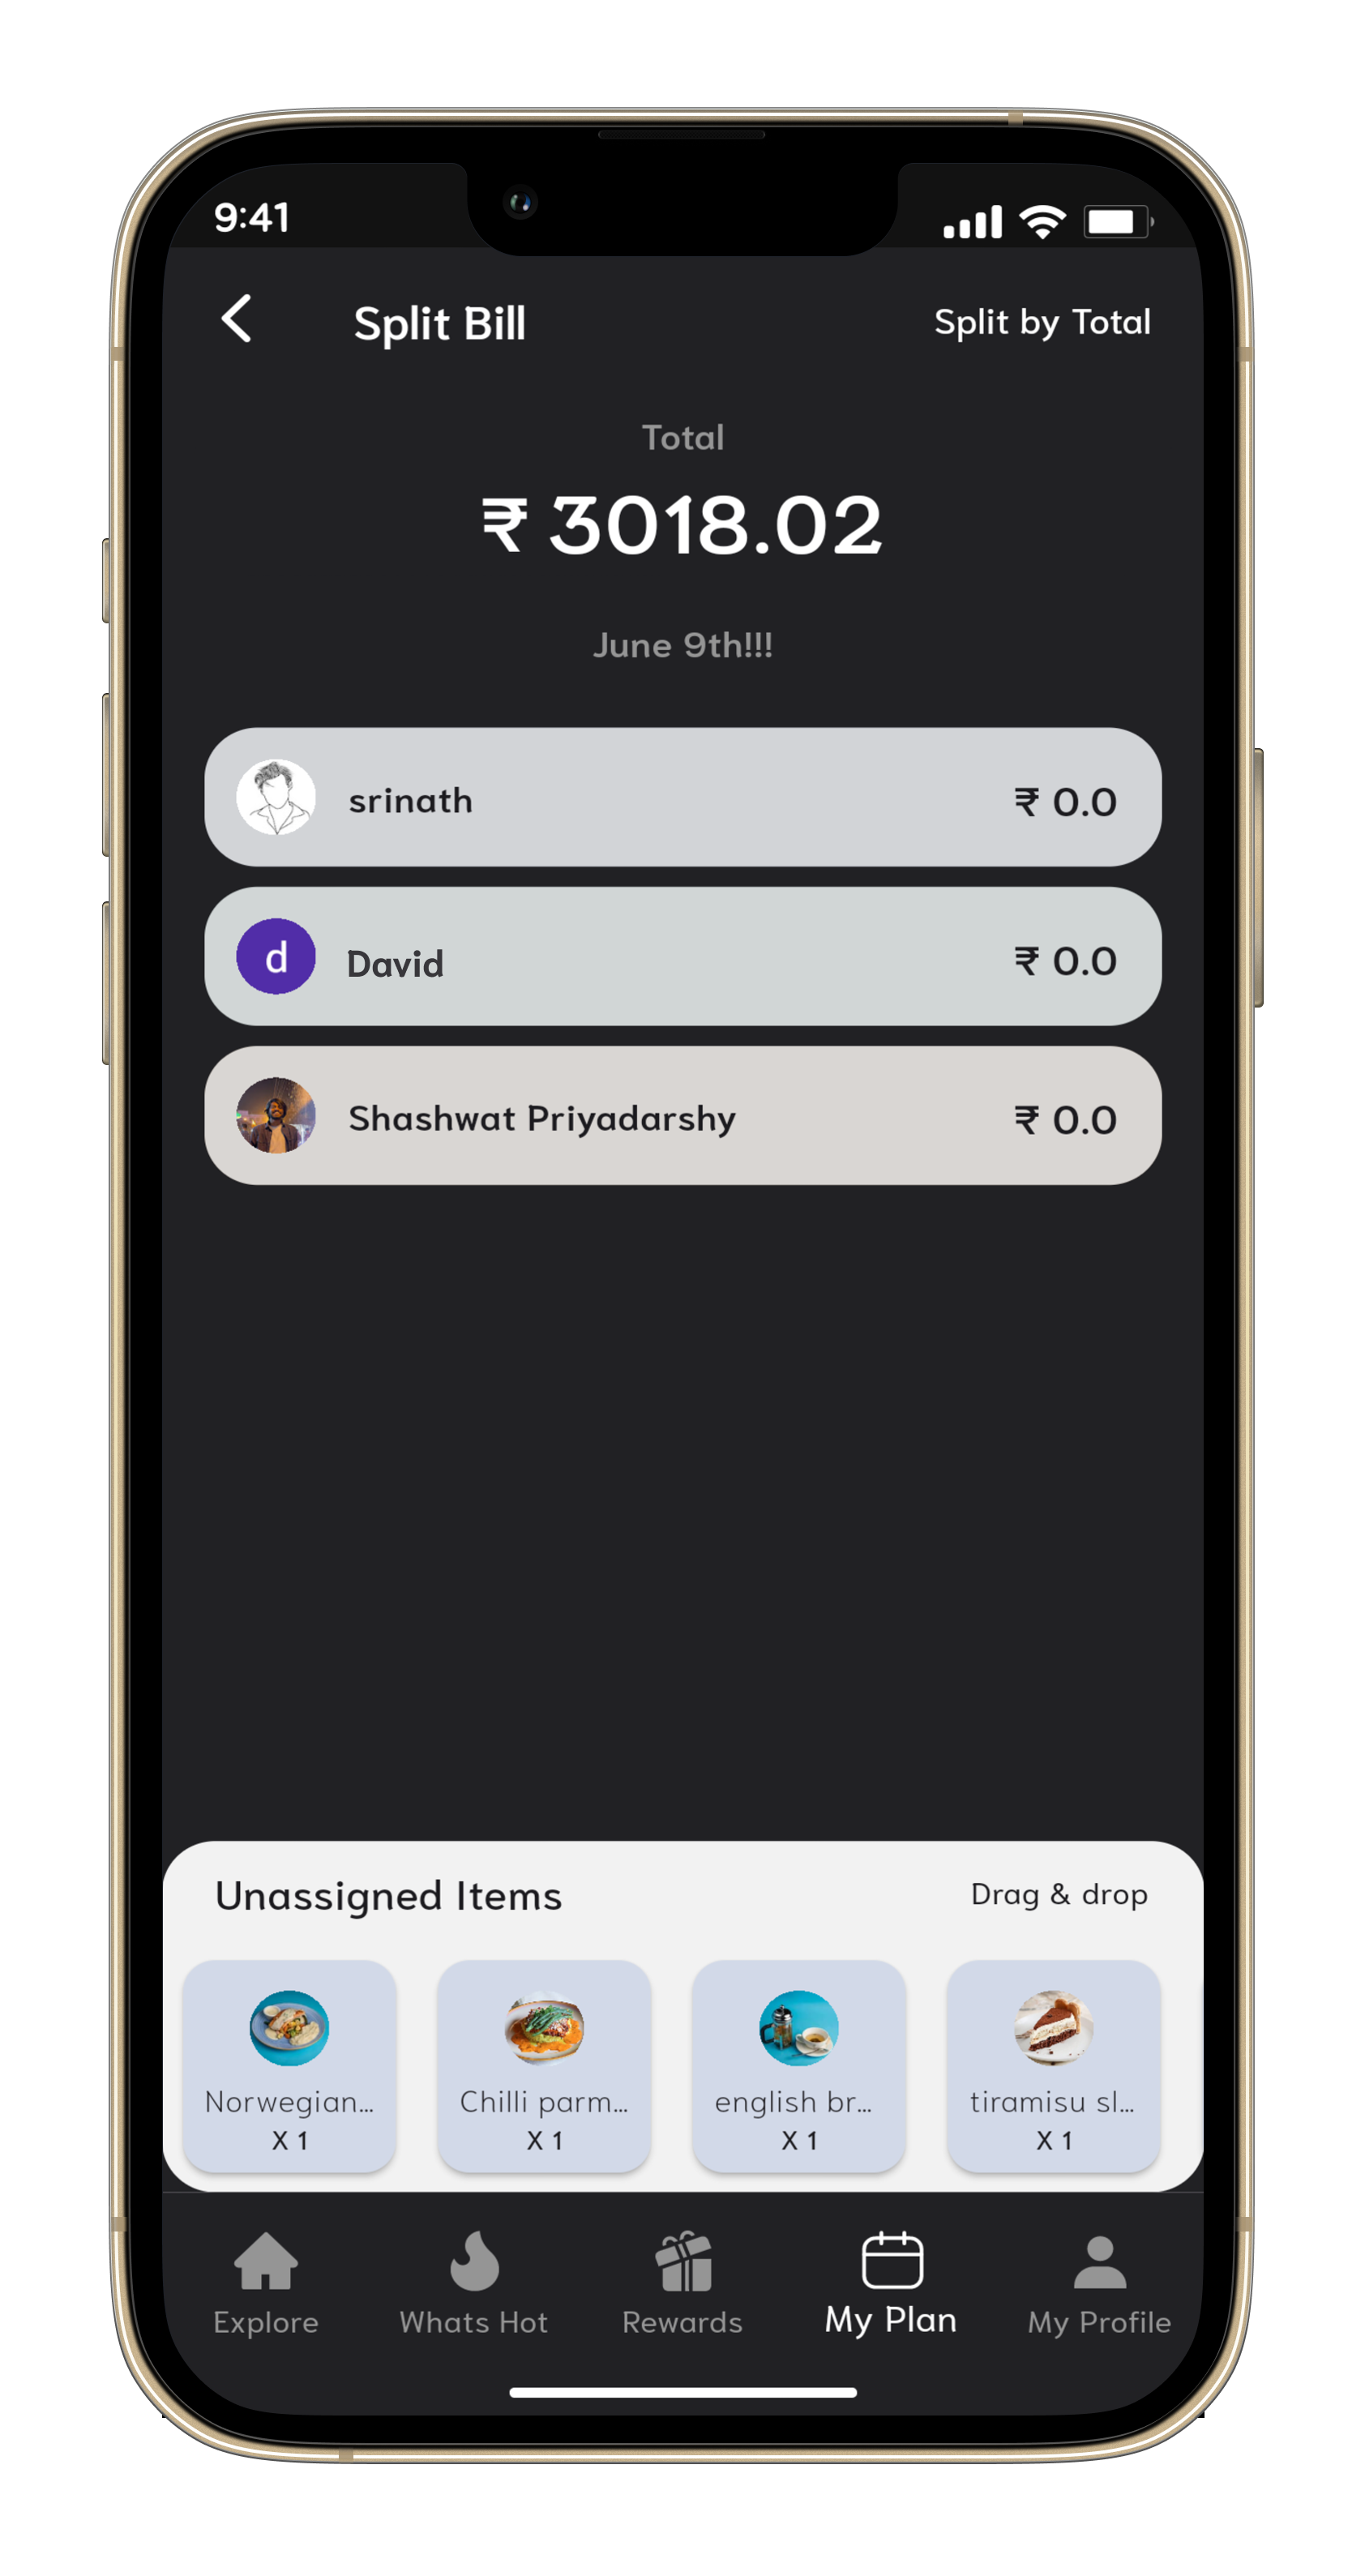 9:41
Split Bill
Split by Total
Total
₹ 3018.02
June 9th!!!
srinath
₹ 0.0
d
David
₹ 0.0
Shashwat Priyadarshy
₹ 0.0
Unassigned Items
Drag & drop
Norwegian...
X 1
Chilli parm...
X 1
english br...
X 1
tiramisu sl...
X 1
Explore
Whats Hot
Rewards
My Plan
My Profile